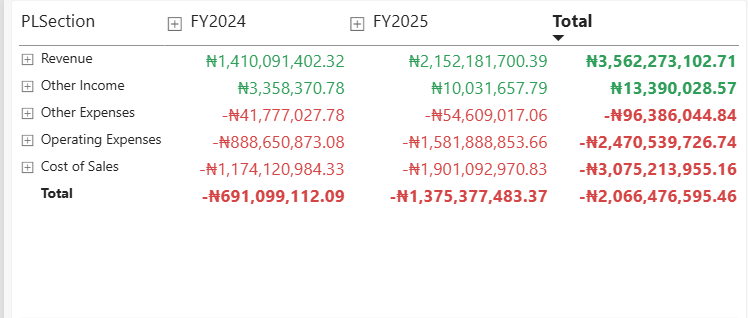 PLSection FY2024 FY2025 Total
Revenue ₦1,410,091,402.32 ₦2,152,181,700.39 ₦3,562,273,102.71
Other Income ₦3,358,370.78 ₦10,031,657.79 ₦13,390,028.57
Other Expenses -₦41,777,027.78 -₦54,609,017.06 -₦96,386,044.84
Operating Expenses -₦888,650,873.08 -₦1,581,888,853.66 -₦2,470,539,726.74
Cost of Sales -₦1,174,120,984.33 -₦1,901,092,970.83 -₦3,075,213,955.16
Total -₦691,099,112.09 -₦1,375,377,483.37 -₦2,066,476,595.46